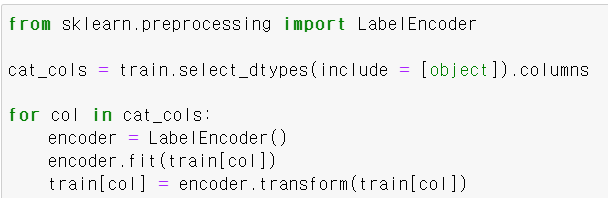 from sklearn.preprocessing import LabelEncoder
cat_cols = train.select_dtypes(include = [object]).columns
for col in cat_cols:
    encoder = LabelEncoder()
    encoder.fit(train[col])
    train[col] = encoder.transform(train[col])